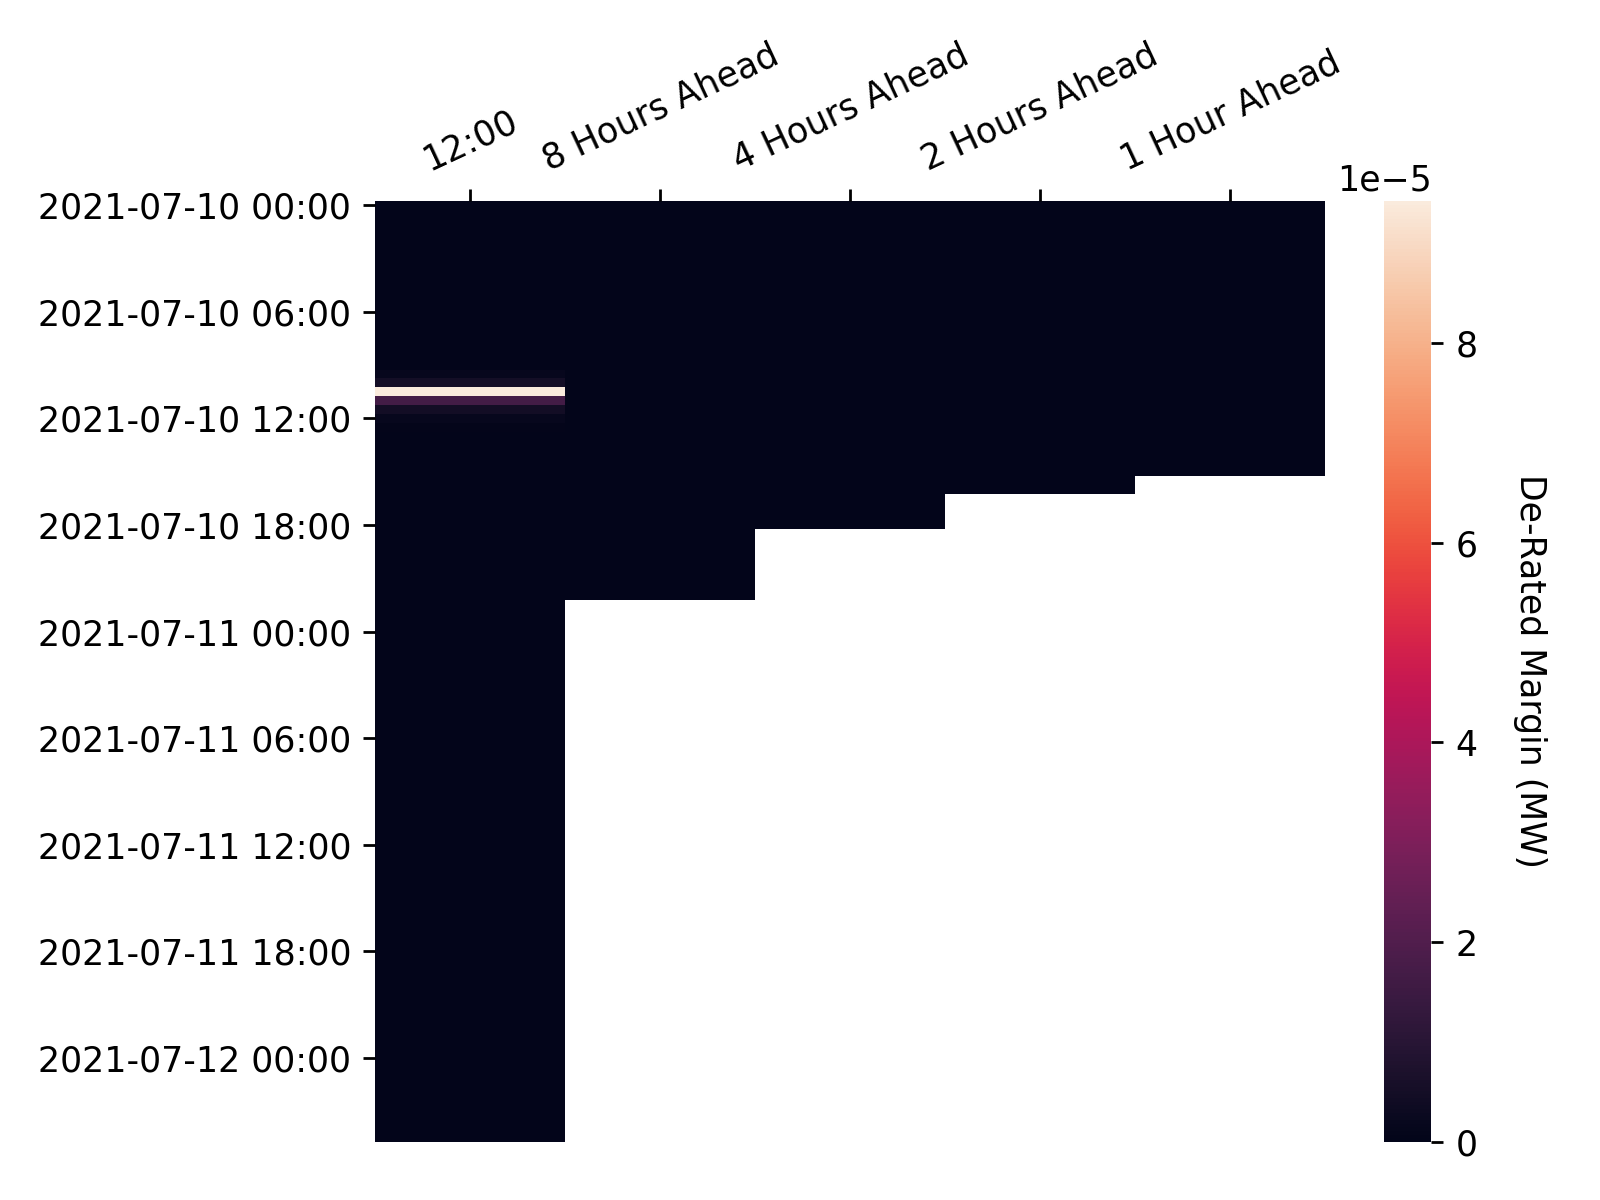 12:00
8 Hours Ahead
4 Hours Ahead
2 Hours Ahead
1 Hour Ahead
1e−5
2021-07-10 00:00
2021-07-10 06:00
2021-07-10 12:00
2021-07-10 18:00
2021-07-11 00:00
2021-07-11 06:00
2021-07-11 12:00
2021-07-11 18:00
2021-07-12 00:00
8
6
4
2
0
De-Rated Margin (MW)